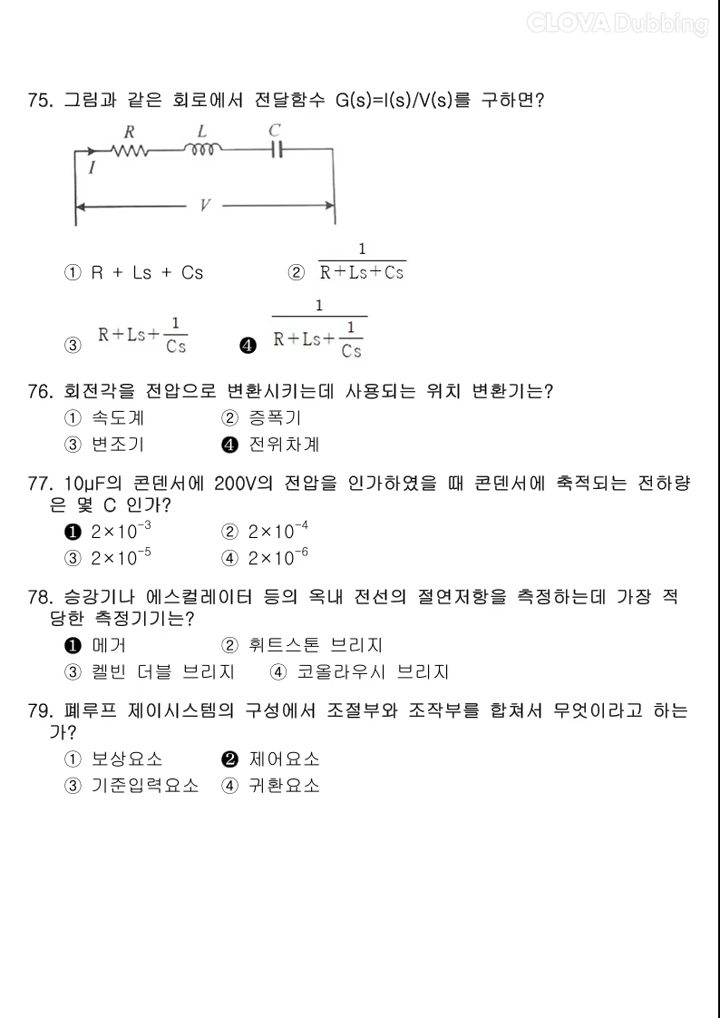 CLOVA Dubbing
75. 그림과 같은 회로에서 전달함수 G(s)=I(s)/V(s)를 구하면?
R L C
I
V
① R + Ls + Cs ② 1/(R+Ls+Cs)
③ R+Ls+1/Cs ❹ 1/(R+Ls+1/Cs)
76. 회전각을 전압으로 변환시키는데 사용되는 위치 변환기는?
① 속도계 ② 증폭기
③ 변조기 ❹ 전위차계
77. 10μF의 콘덴서에 200V의 전압을 인가하였을 때 콘덴서에 축적되는 전하량
은 몇 C 인가?
❶ 2×10⁻³ ② 2×10⁻⁴
③ 2×10⁻⁵ ④ 2×10⁻⁶
78. 승강기나 에스컬레이터 등의 옥내 전선의 절연저항을 측정하는데 가장 적
당한 측정기기는?
❶ 메거 ② 휘트스톤 브리지
③ 켈빈 더블 브리지 ④ 코올라우시 브리지
79. 폐루프 제이시스템의 구성에서 조절부와 조작부를 합쳐서 무엇이라고 하는
가?
① 보상요소 ❷ 제어요소
③ 기준입력요소 ④ 귀환요소